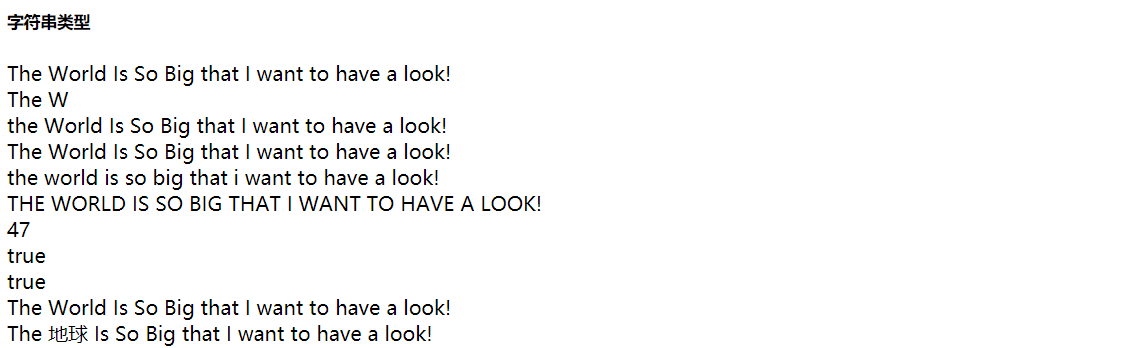 字符串类型
The World Is So Big that I want to have a look!
The W
the World Is So Big that I want to have a look!
The World Is So Big that I want to have a look!
the world is so big that i want to have a look!
THE WORLD IS SO BIG THAT I WANT TO HAVE A LOOK!
47
true
true
The World Is So Big that I want to have a look!
The 地球 Is So Big that I want to have a look!